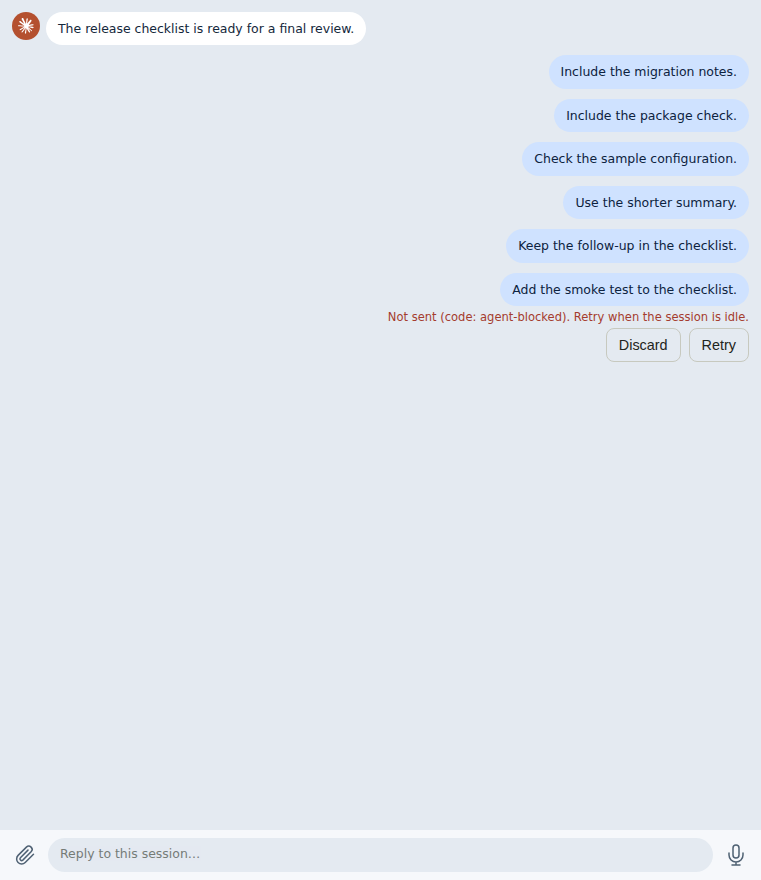 The release checklist is ready for a final review.
Include the migration notes.
Include the package check.
Check the sample configuration.
Use the shorter summary.
Keep the follow-up in the checklist.
Add the smoke test to the checklist.
Not sent (code: agent-blocked). Retry when the session is idle.
Discard Retry
Reply to this session...